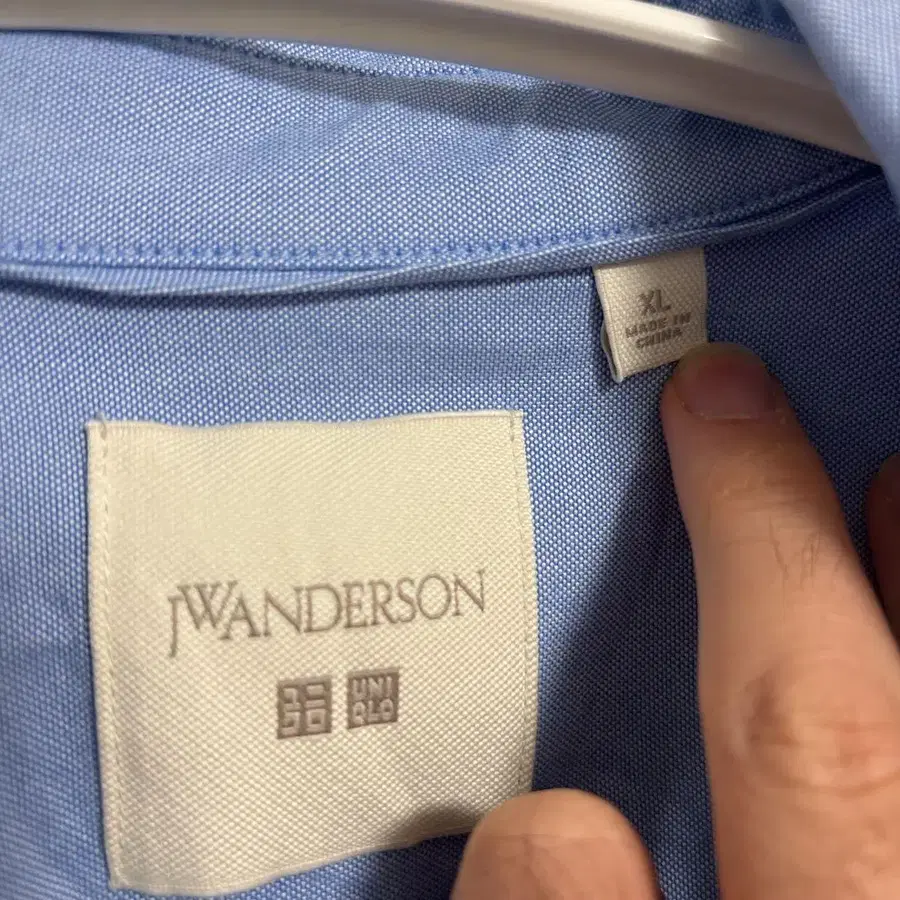 XL
MADE IN
CHINA
JWANDERSON
ユニ UNI
クロ QLO